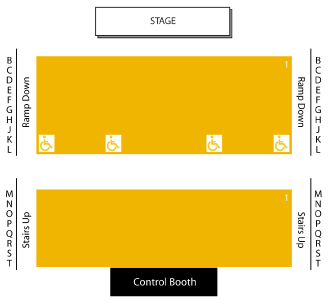 STAGE
B
C
D
E
F
G
H
J
K
L
Ramp Down
1
Ramp Down
B
C
D
E
F
G
H
J
K
L
M
N
O
P
Q
R
S
T
Stairs Up
1
Stairs Up
M
N
O
P
Q
R
S
T
Control Booth